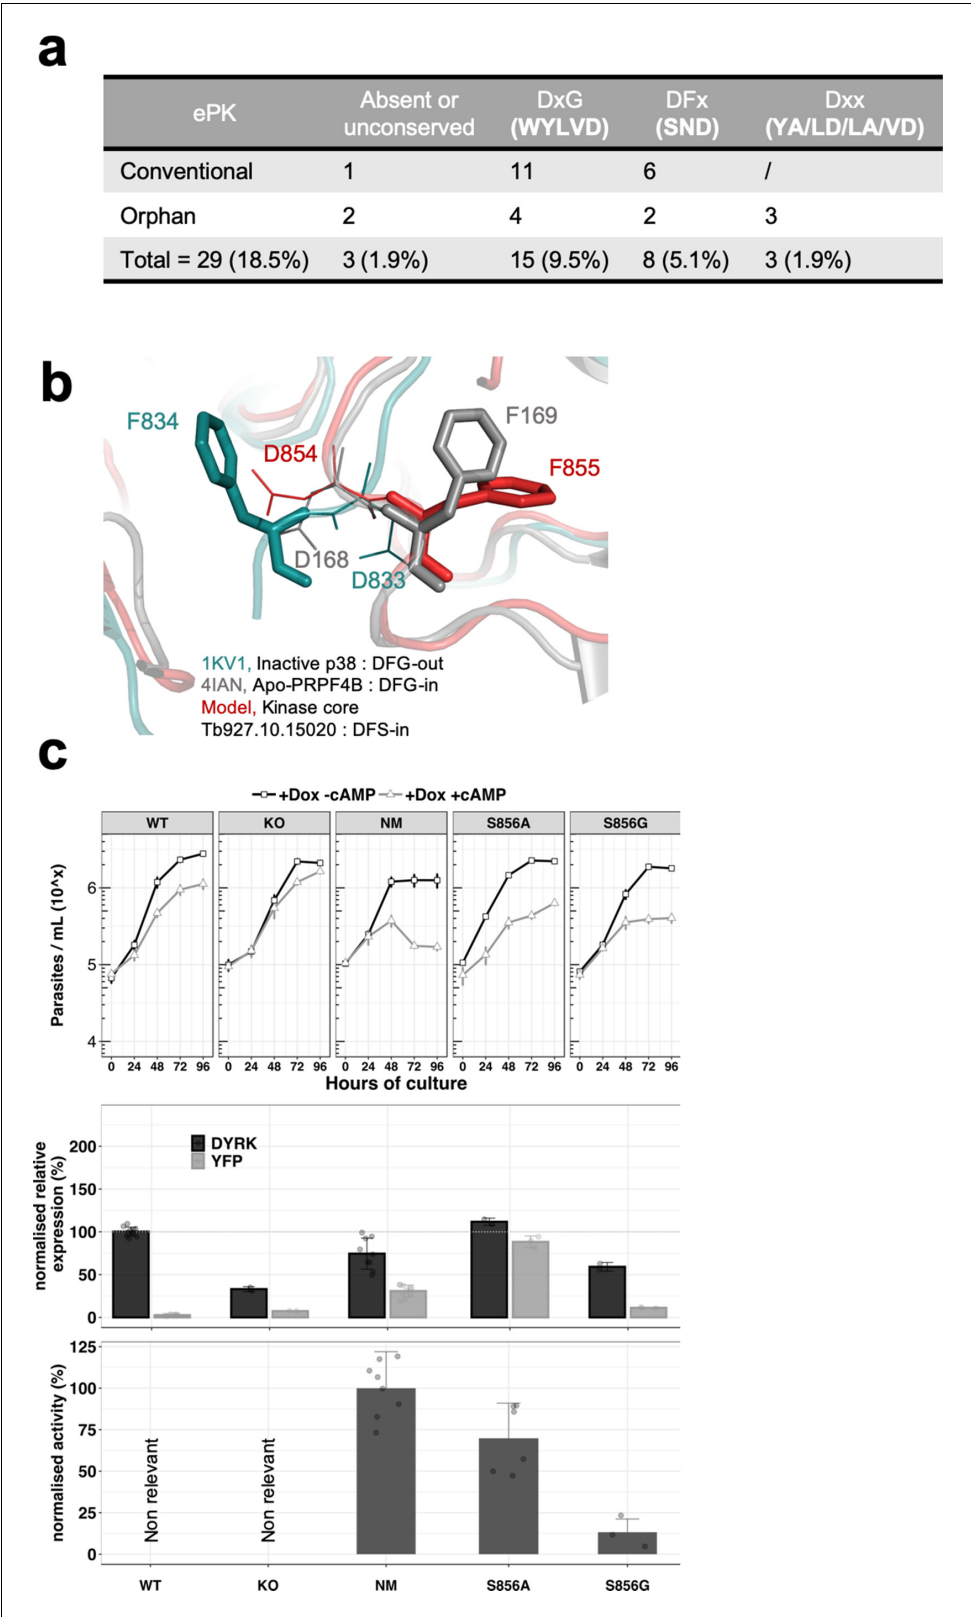 a
ePK Absent or unconserved DxG (WYLVD) DFx (SND) Dxx (YA/LD/LA/VD)
Conventional 1 11 6 /
Orphan 2 4 2 3
Total = 29 (18.5%) 3 (1.9%) 15 (9.5%) 8 (5.1%) 3 (1.9%)
b
F834
F169
D854
F855
D168
D833
1KV1, Inactive p38 : DFG-out
4IAN, Apo-PRPF4B : DFG-in
Model, Kinase core
Tb927.10.15020 : DFS-in
c
+Dox -cAMP +Dox +cAMP
WT KO NM S856A S856G
Parasites / mL (10^x)
6
5
4
0 24 48 72 96 0 24 48 72 96 0 24 48 72 96 0 24 48 72 96 0 24 48 72 96
Hours of culture
normalised relative
expression (%)
DYRK
YFP
200
150
100
50
0
normalised activity (%)
125
100
75
50
25
0
Non relevant
Non relevant
WT KO NM S856A S856G